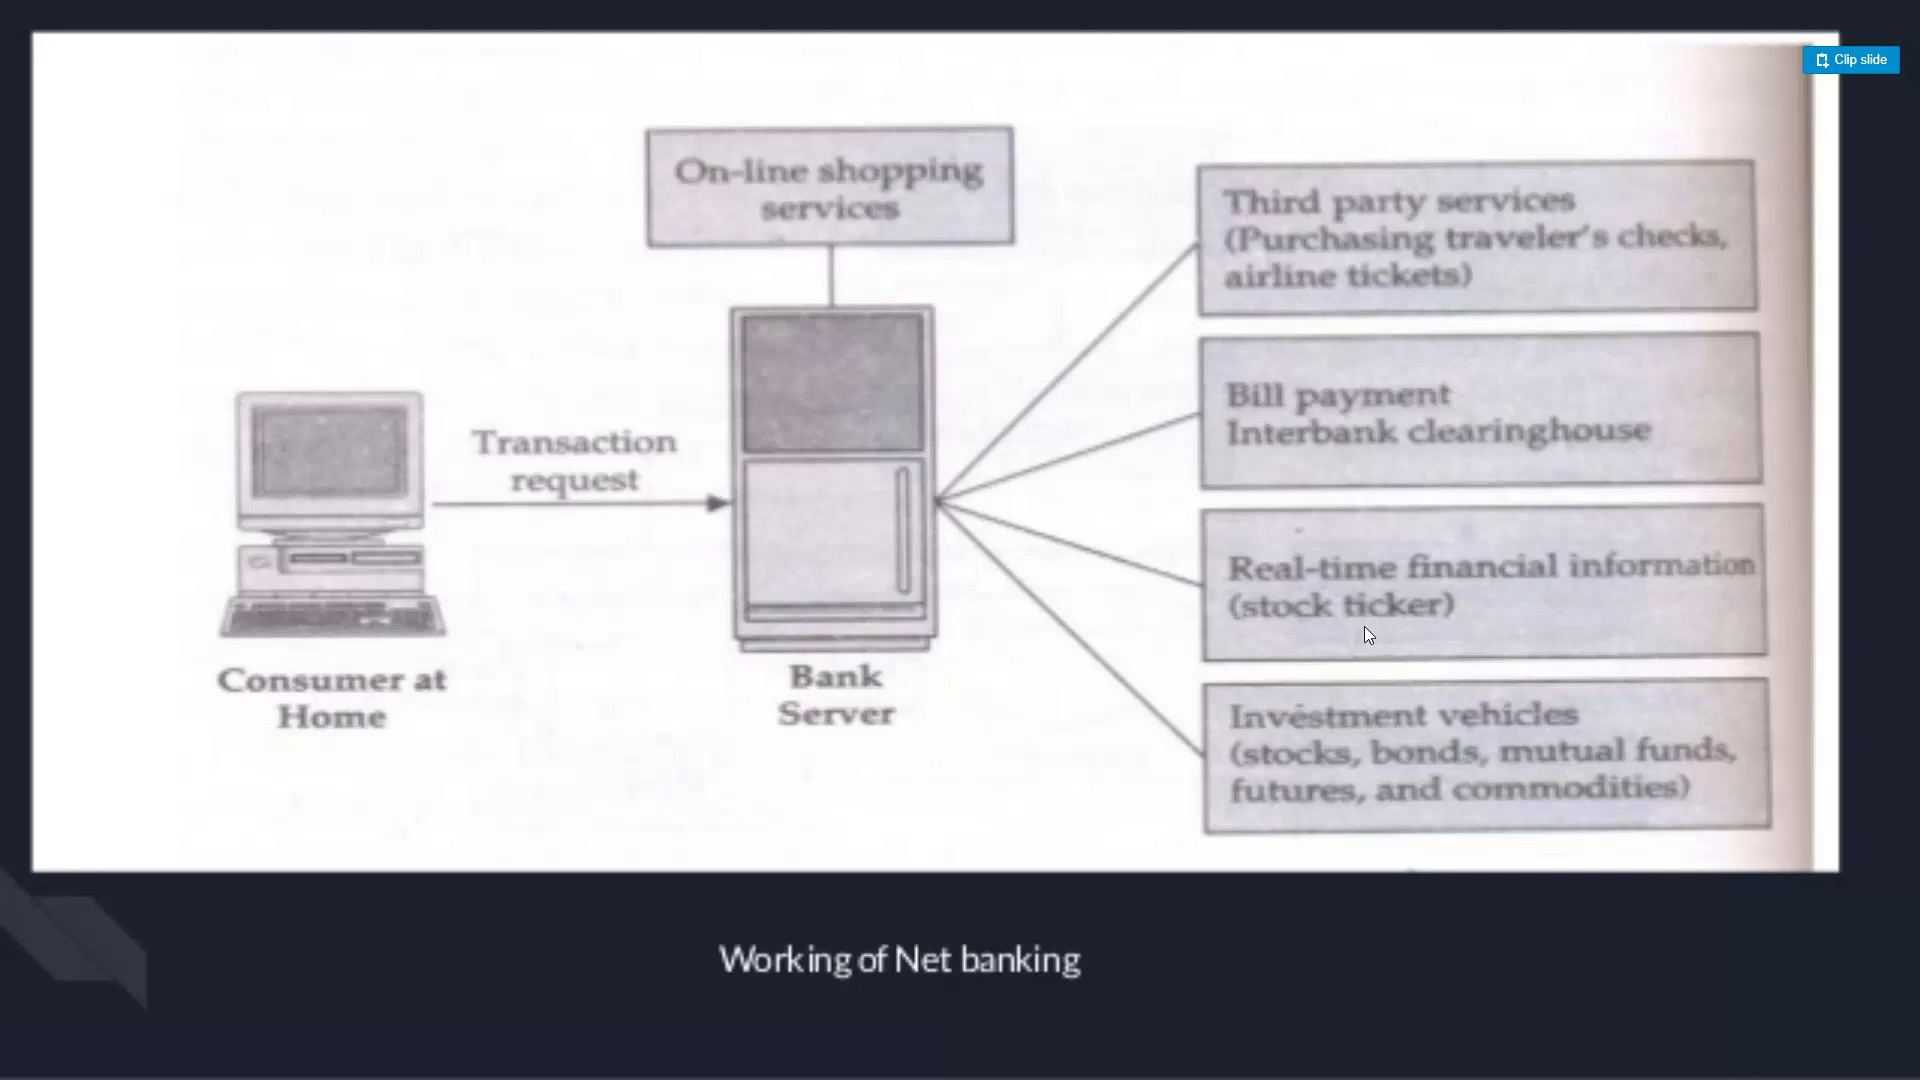 Clip slide
On-line shopping
services
Third party services
(Purchasing traveler's checks,
airline tickets)
Bill payment
Interbank clearinghouse
Transaction
request
Real-time financial information
(stock ticker)
Consumer at
Home
Bank
Server
Investment vehicles
(stocks, bonds, mutual funds,
futures, and commodities)
Working of Net banking